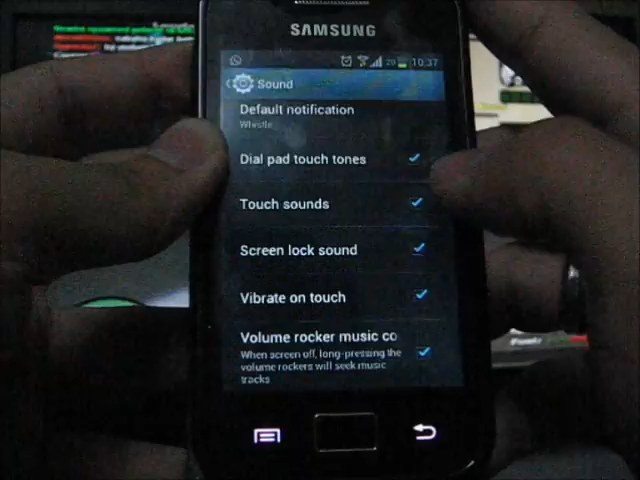 SAMSUNG
20
10:37
Sound
Default notification
Whistle
Dial pad touch tones
Touch sounds
Screen lock sound
Vibrate on touch
Volume rocker music co
When screen off, long-pressing the
volume rockers will seek music
tracks